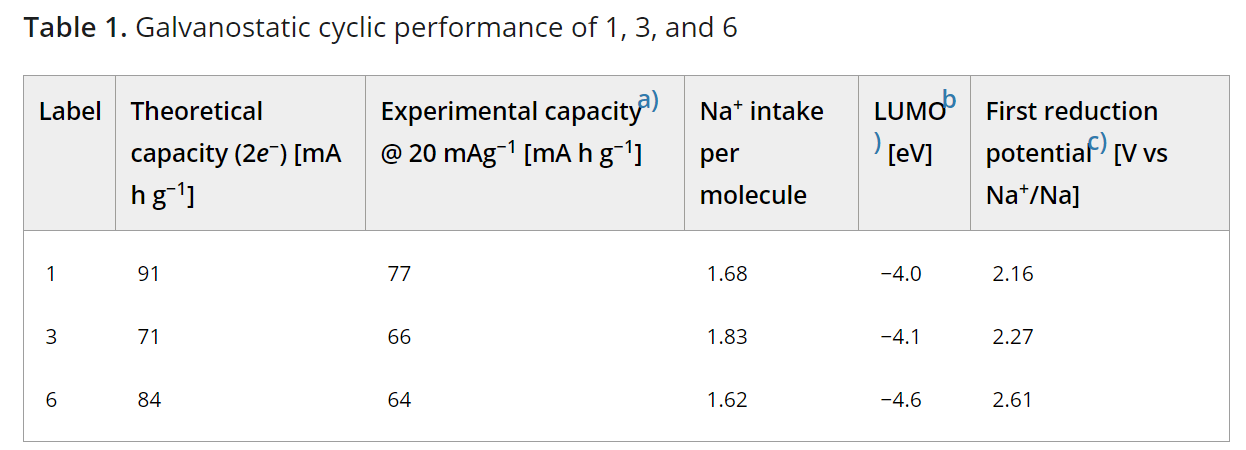 Table 1. Galvanostatic cyclic performance of 1, 3, and 6
Label Theoretical capacity (2e⁻) [mA h g⁻¹] Experimental capacity a) @ 20 mAg⁻¹ [mA h g⁻¹] Na⁺ intake per molecule LUMO b) [eV] First reduction potential c) [V vs Na⁺/Na]
1 91 77 1.68 −4.0 2.16
3 71 66 1.83 −4.1 2.27
6 84 64 1.62 −4.6 2.61